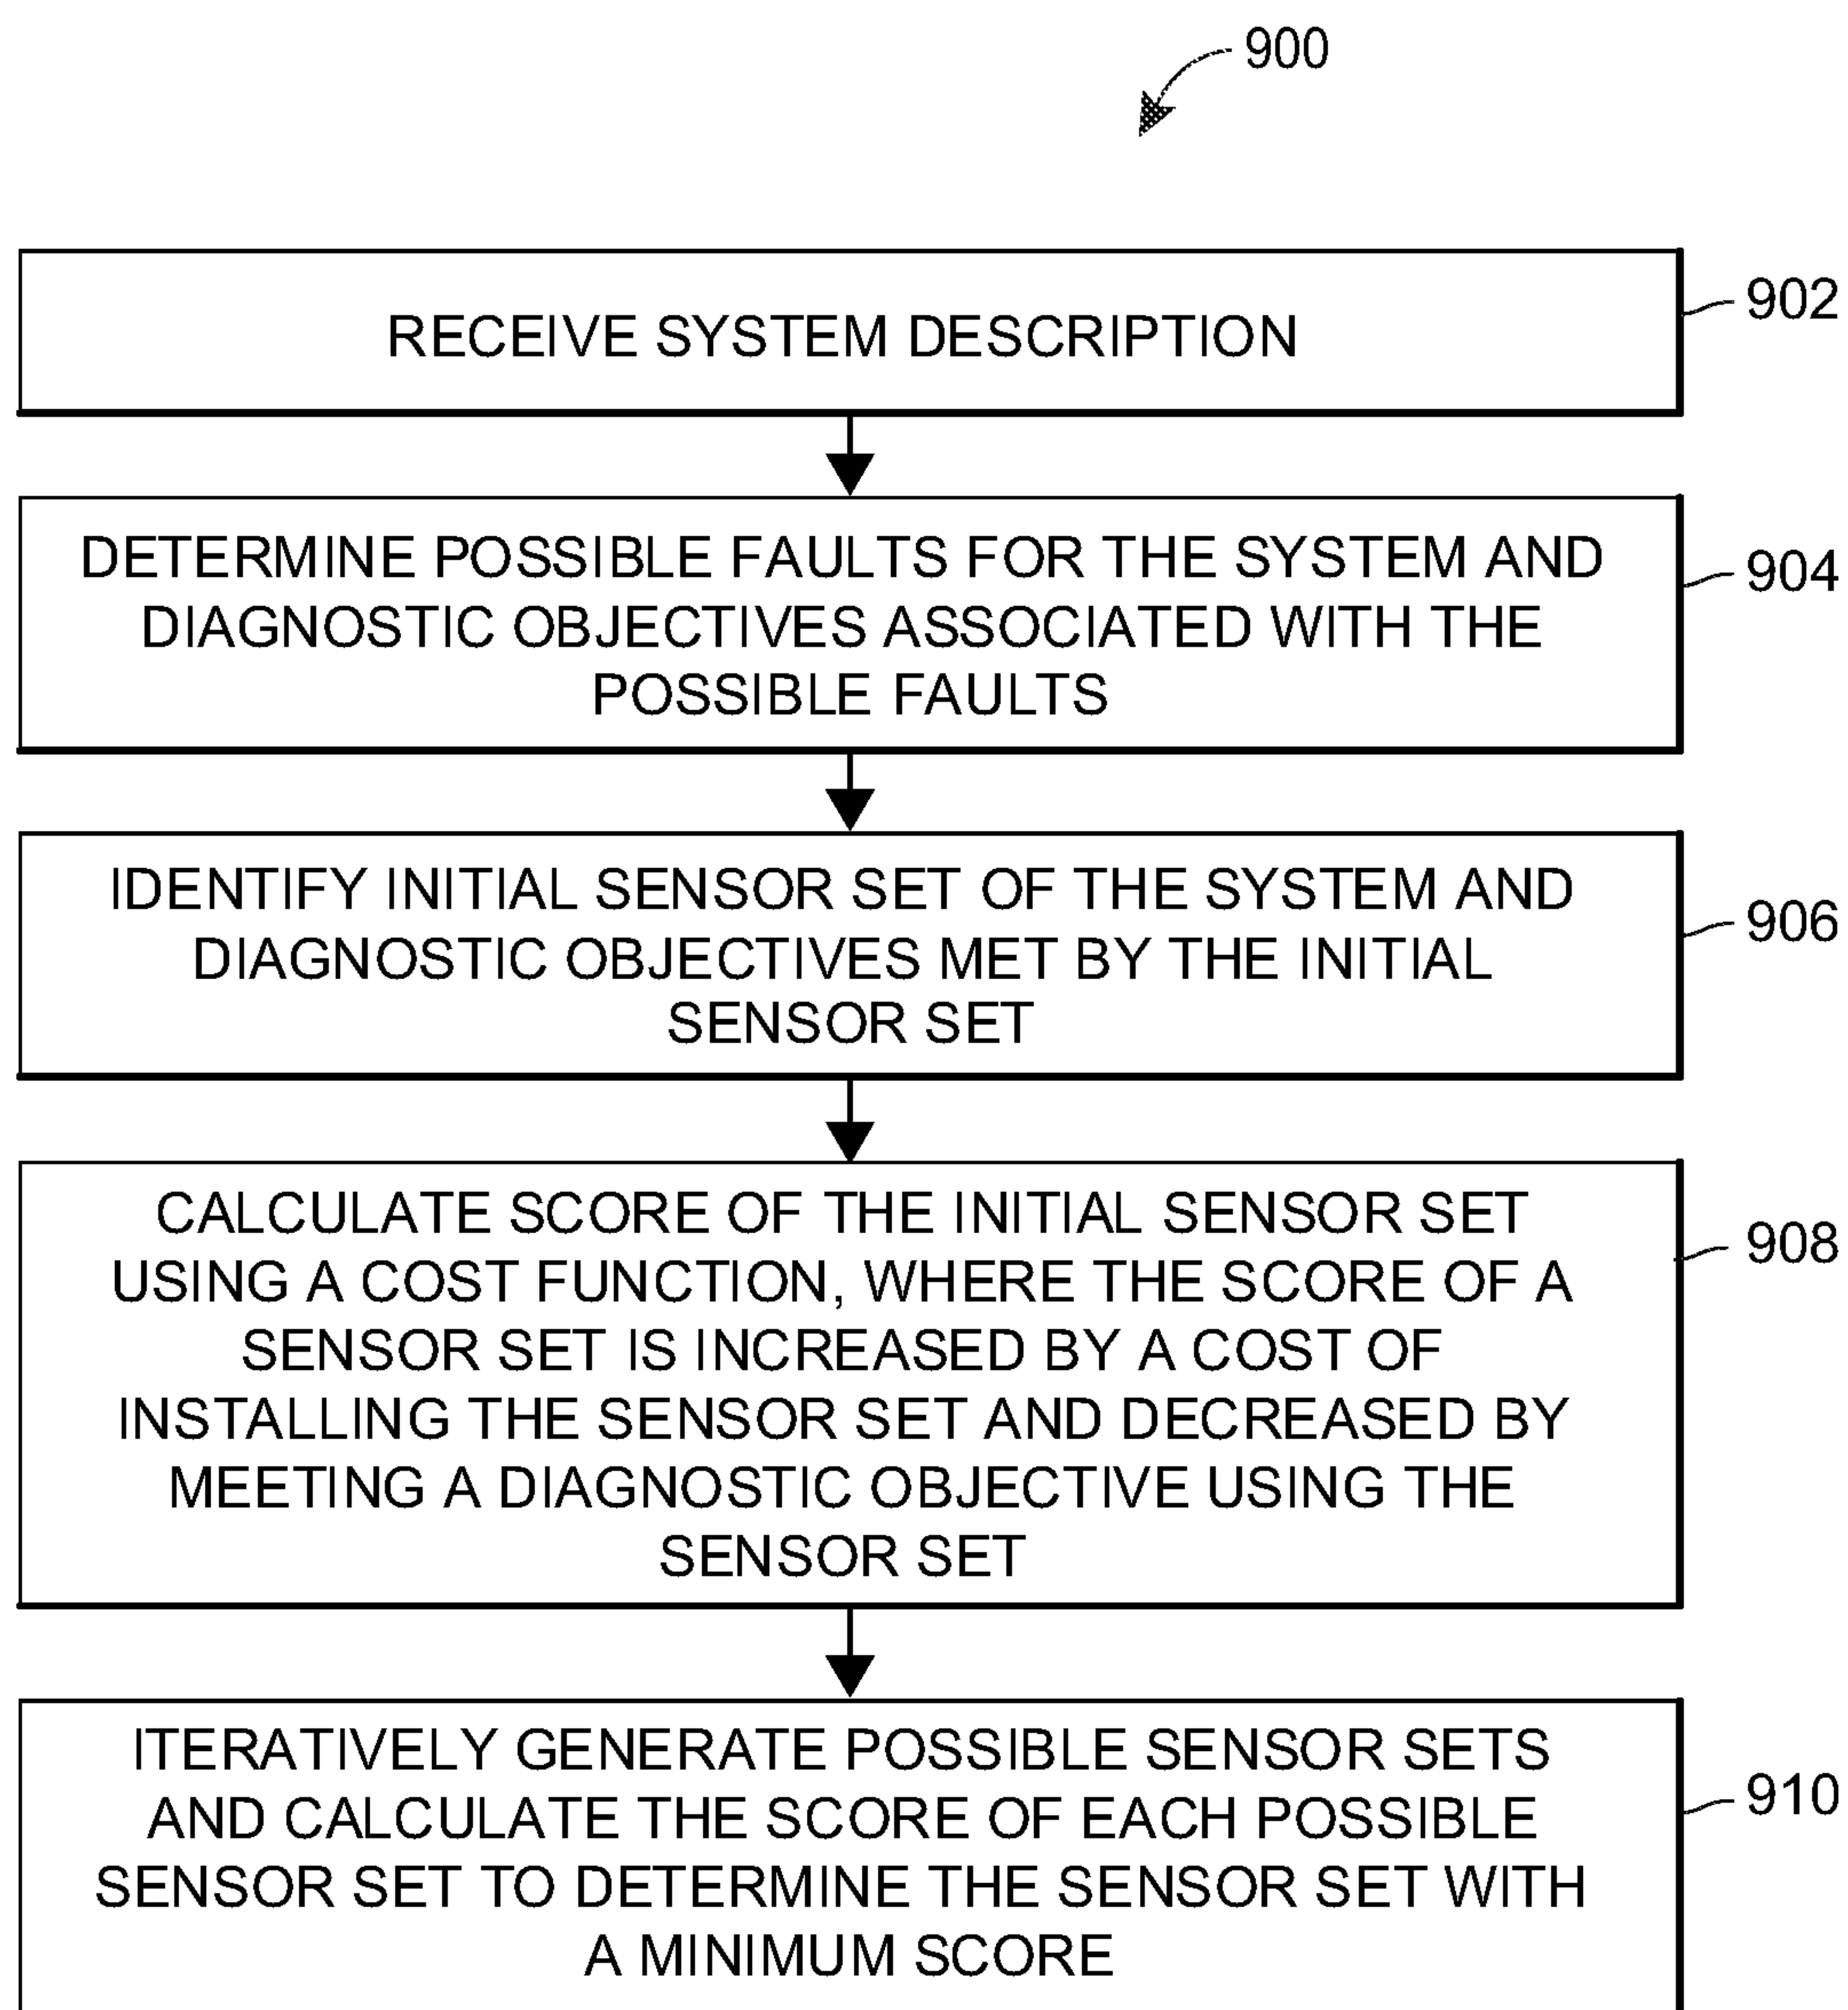 900
RECEIVE SYSTEM DESCRIPTION
902
DETERMINE POSSIBLE FAULTS FOR THE SYSTEM AND
DIAGNOSTIC OBJECTIVES ASSOCIATED WITH THE
POSSIBLE FAULTS
904
IDENTIFY INITIAL SENSOR SET OF THE SYSTEM AND
DIAGNOSTIC OBJECTIVES MET BY THE INITIAL
SENSOR SET
906
CALCULATE SCORE OF THE INITIAL SENSOR SET
USING A COST FUNCTION, WHERE THE SCORE OF A
SENSOR SET IS INCREASED BY A COST OF
INSTALLING THE SENSOR SET AND DECREASED BY
MEETING A DIAGNOSTIC OBJECTIVE USING THE
SENSOR SET
908
ITERATIVELY GENERATE POSSIBLE SENSOR SETS
AND CALCULATE THE SCORE OF EACH POSSIBLE
SENSOR SET TO DETERMINE THE SENSOR SET WITH
A MINIMUM SCORE
910